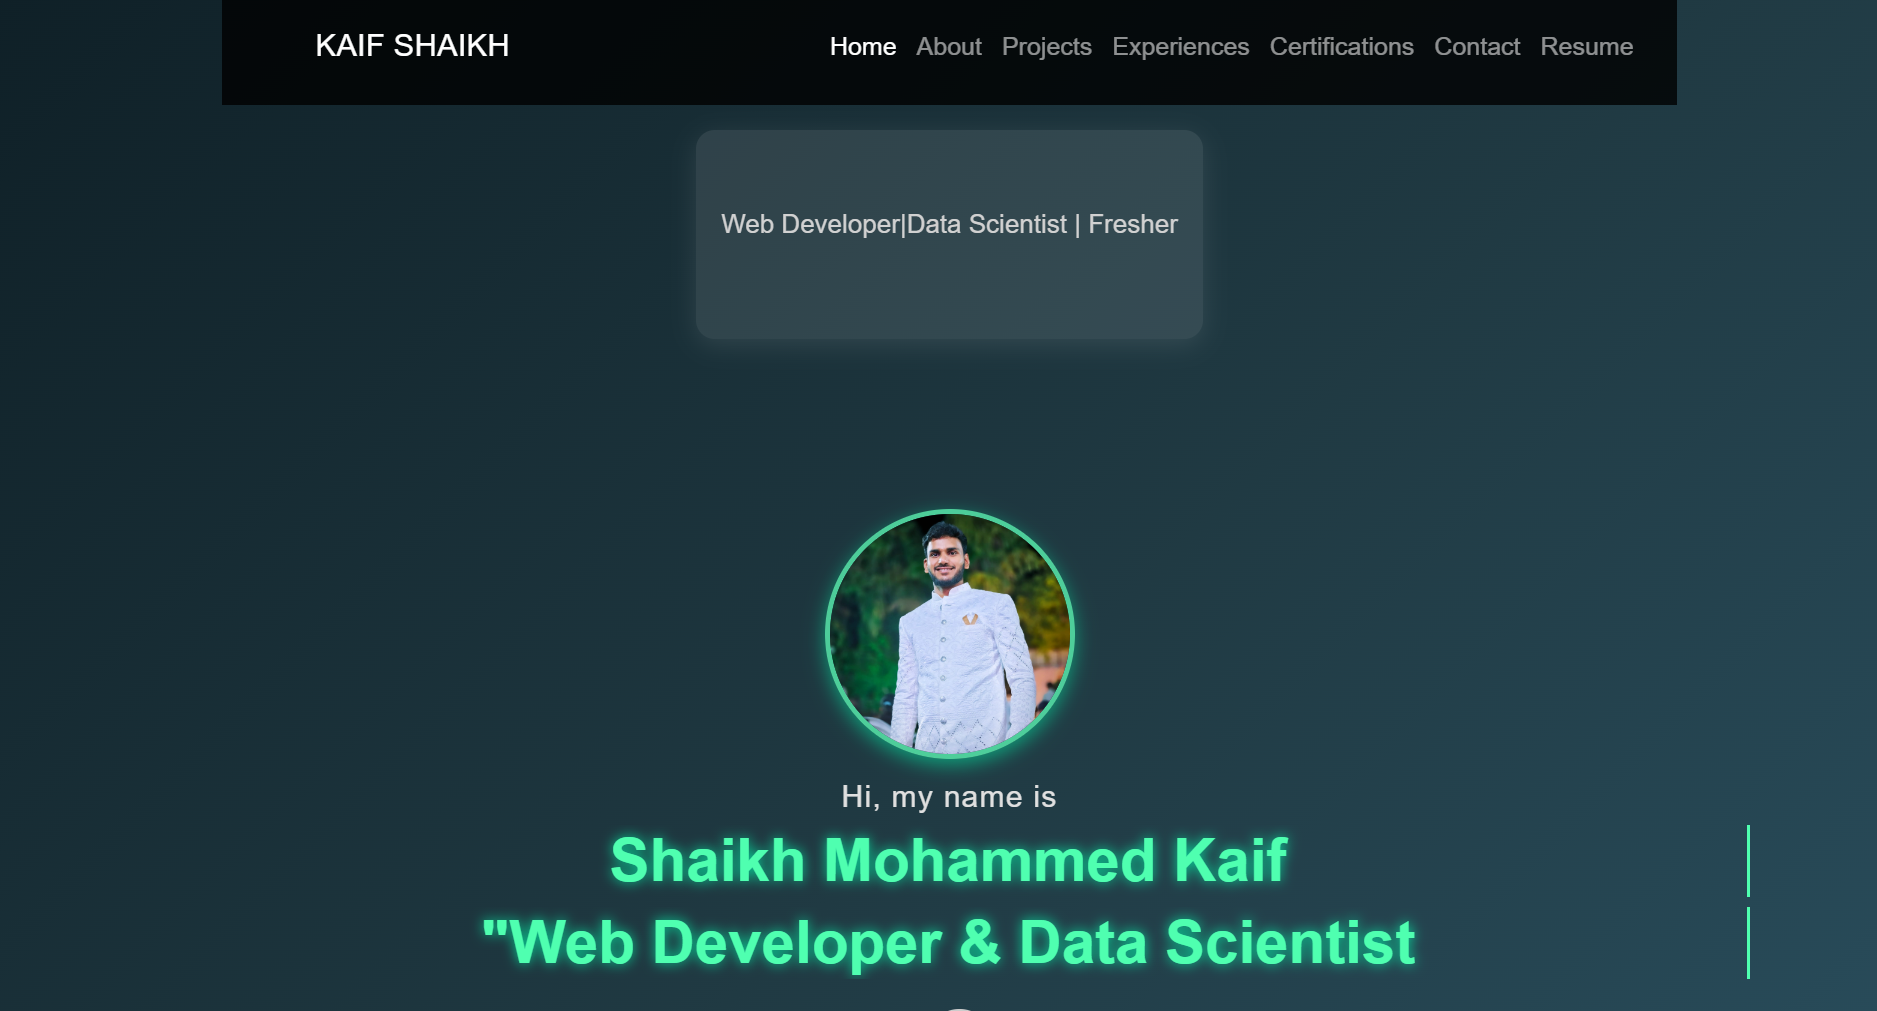 KAIF SHAIKH
Home About Projects Experiences Certifications Contact Resume
Web Developer|Data Scientist | Fresher
Hi, my name is
Shaikh Mohammed Kaif
"Web Developer & Data Scientist